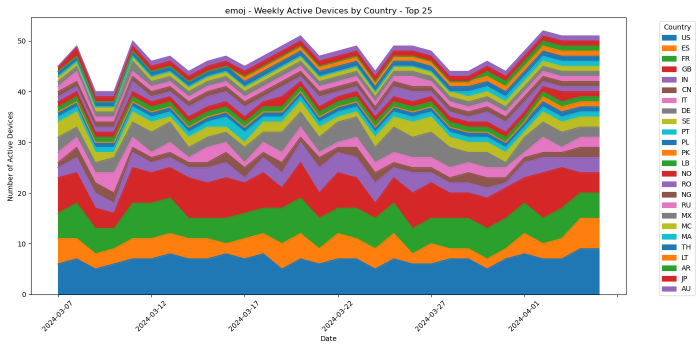 emoj - Weekly Active Devices by Country - Top 25
Number of Active Devices
50
40
30
20
10
0
2024-03-07
2024-03-12
2024-03-17
2024-03-22
2024-03-27
2024-04-01
Date
Country
US
ES
FR
GB
IN
CN
IT
DE
SE
PT
PL
PK
LB
NO
RO
NG
RU
MX
MC
MA
TH
LT
AR
JP
AU